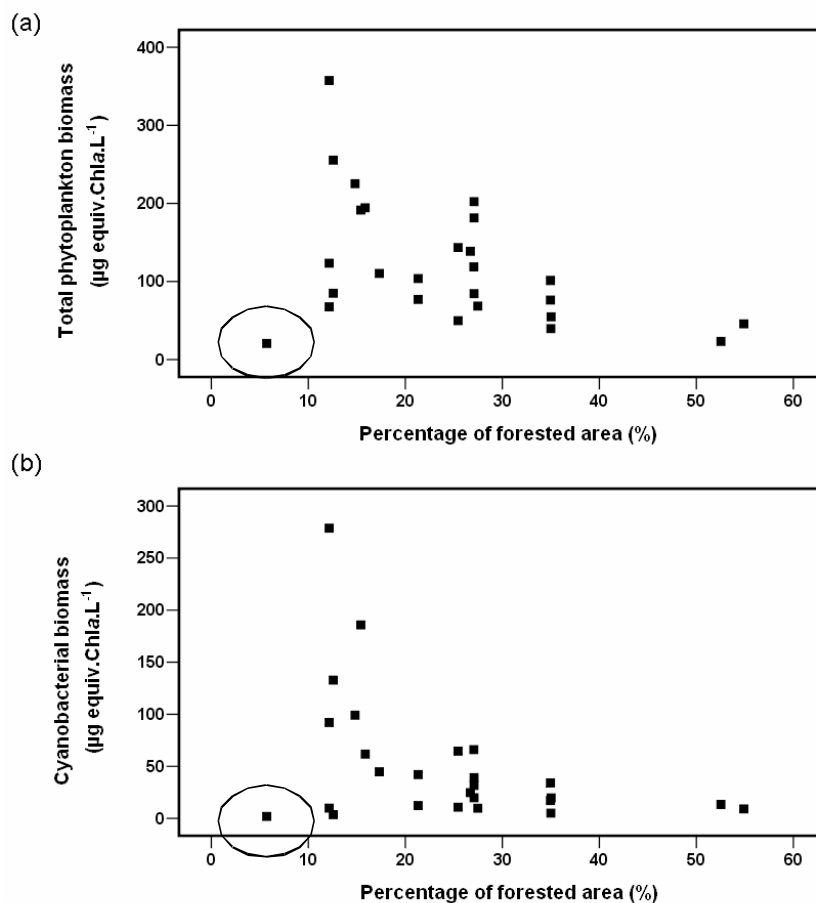 (a)
Total phytoplankton biomass
(µg equiv.Chla.L-1)
400
300
200
100
0
0 10 20 30 40 50 60
Percentage of forested area (%)
(b)
Cyanobacterial biomass
(µg equiv.Chla.L-1)
300
250
200
150
100
50
0
0 10 20 30 40 50 60
Percentage of forested area (%)